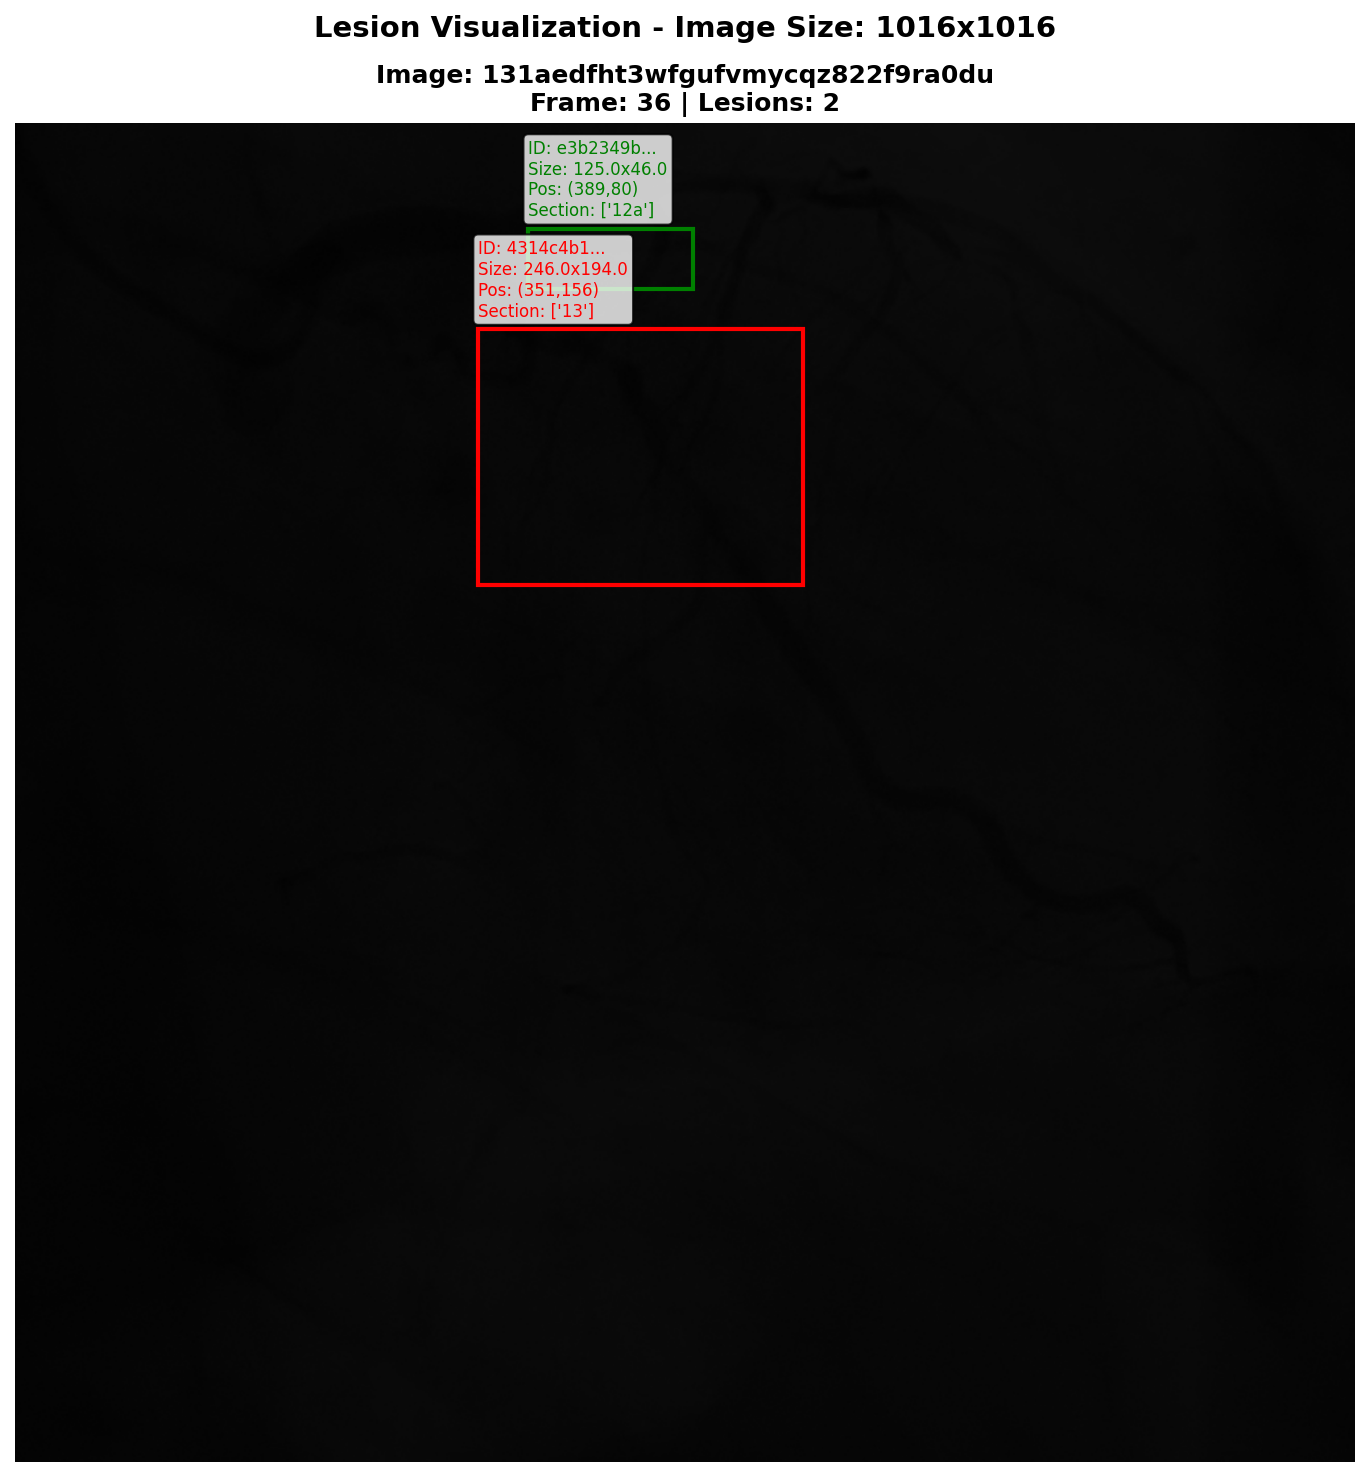 Lesion Visualization - Image Size: 1016x1016
Image: 131aedfht3wfgufvmycqz822f9ra0du
Frame: 36 | Lesions: 2
ID: e3b2349b...
Size: 125.0x46.0
Pos: (389,80)
Section: ['12a']
ID: 4314c4b1...
Size: 246.0x194.0
Pos: (351,156)
Section: ['13']